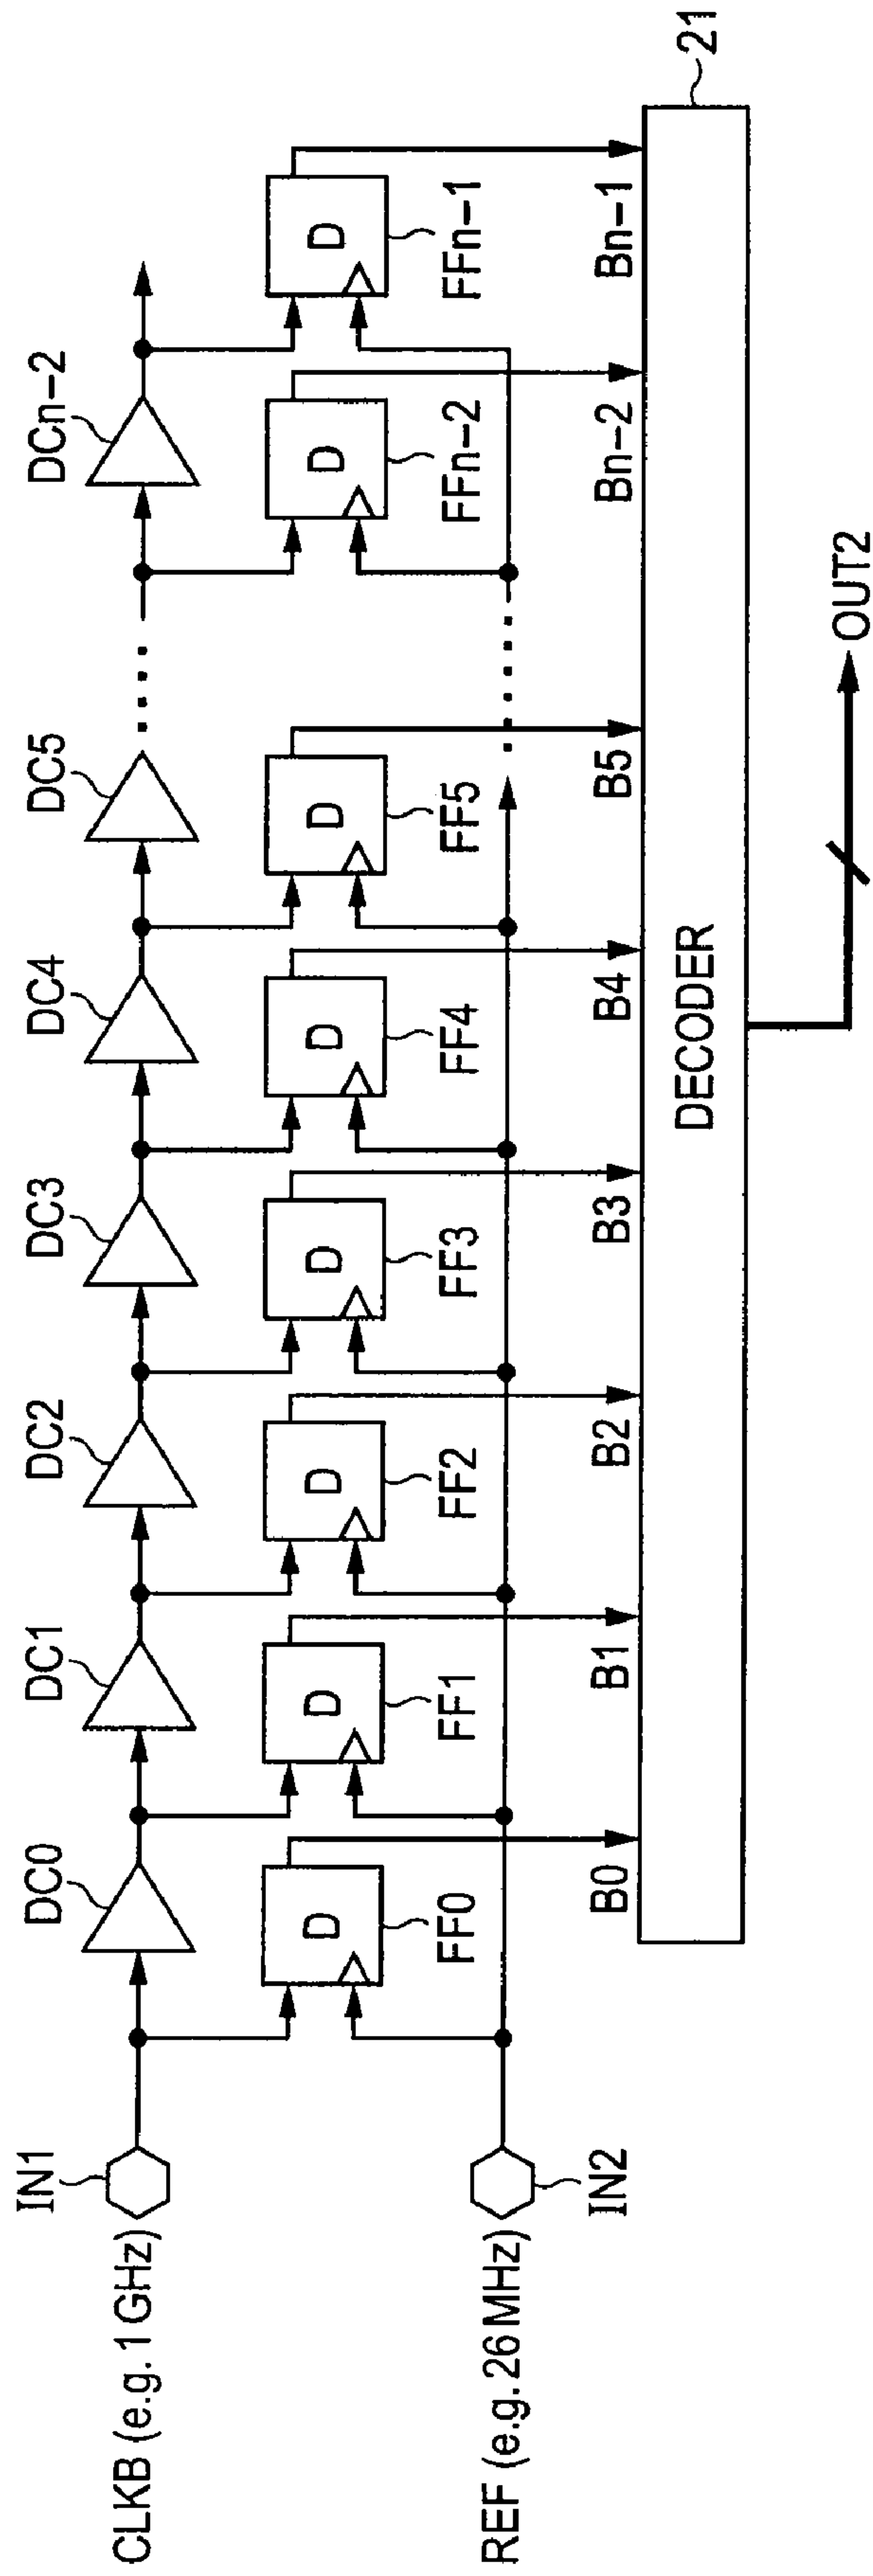 DC0 DC1 DC2 DC3 DC4 DC5 DCn−2
IN1
CLKB (e.g. 1 GHz)
D D D D D D D D
FF0 FF1 FF2 FF3 FF4 FF5 FFn−2 FFn−1
REF (e.g. 26 MHz)
IN2
B0 B1 B2 B3 B4 B5 Bn−2 Bn−1
DECODER
21
OUT2